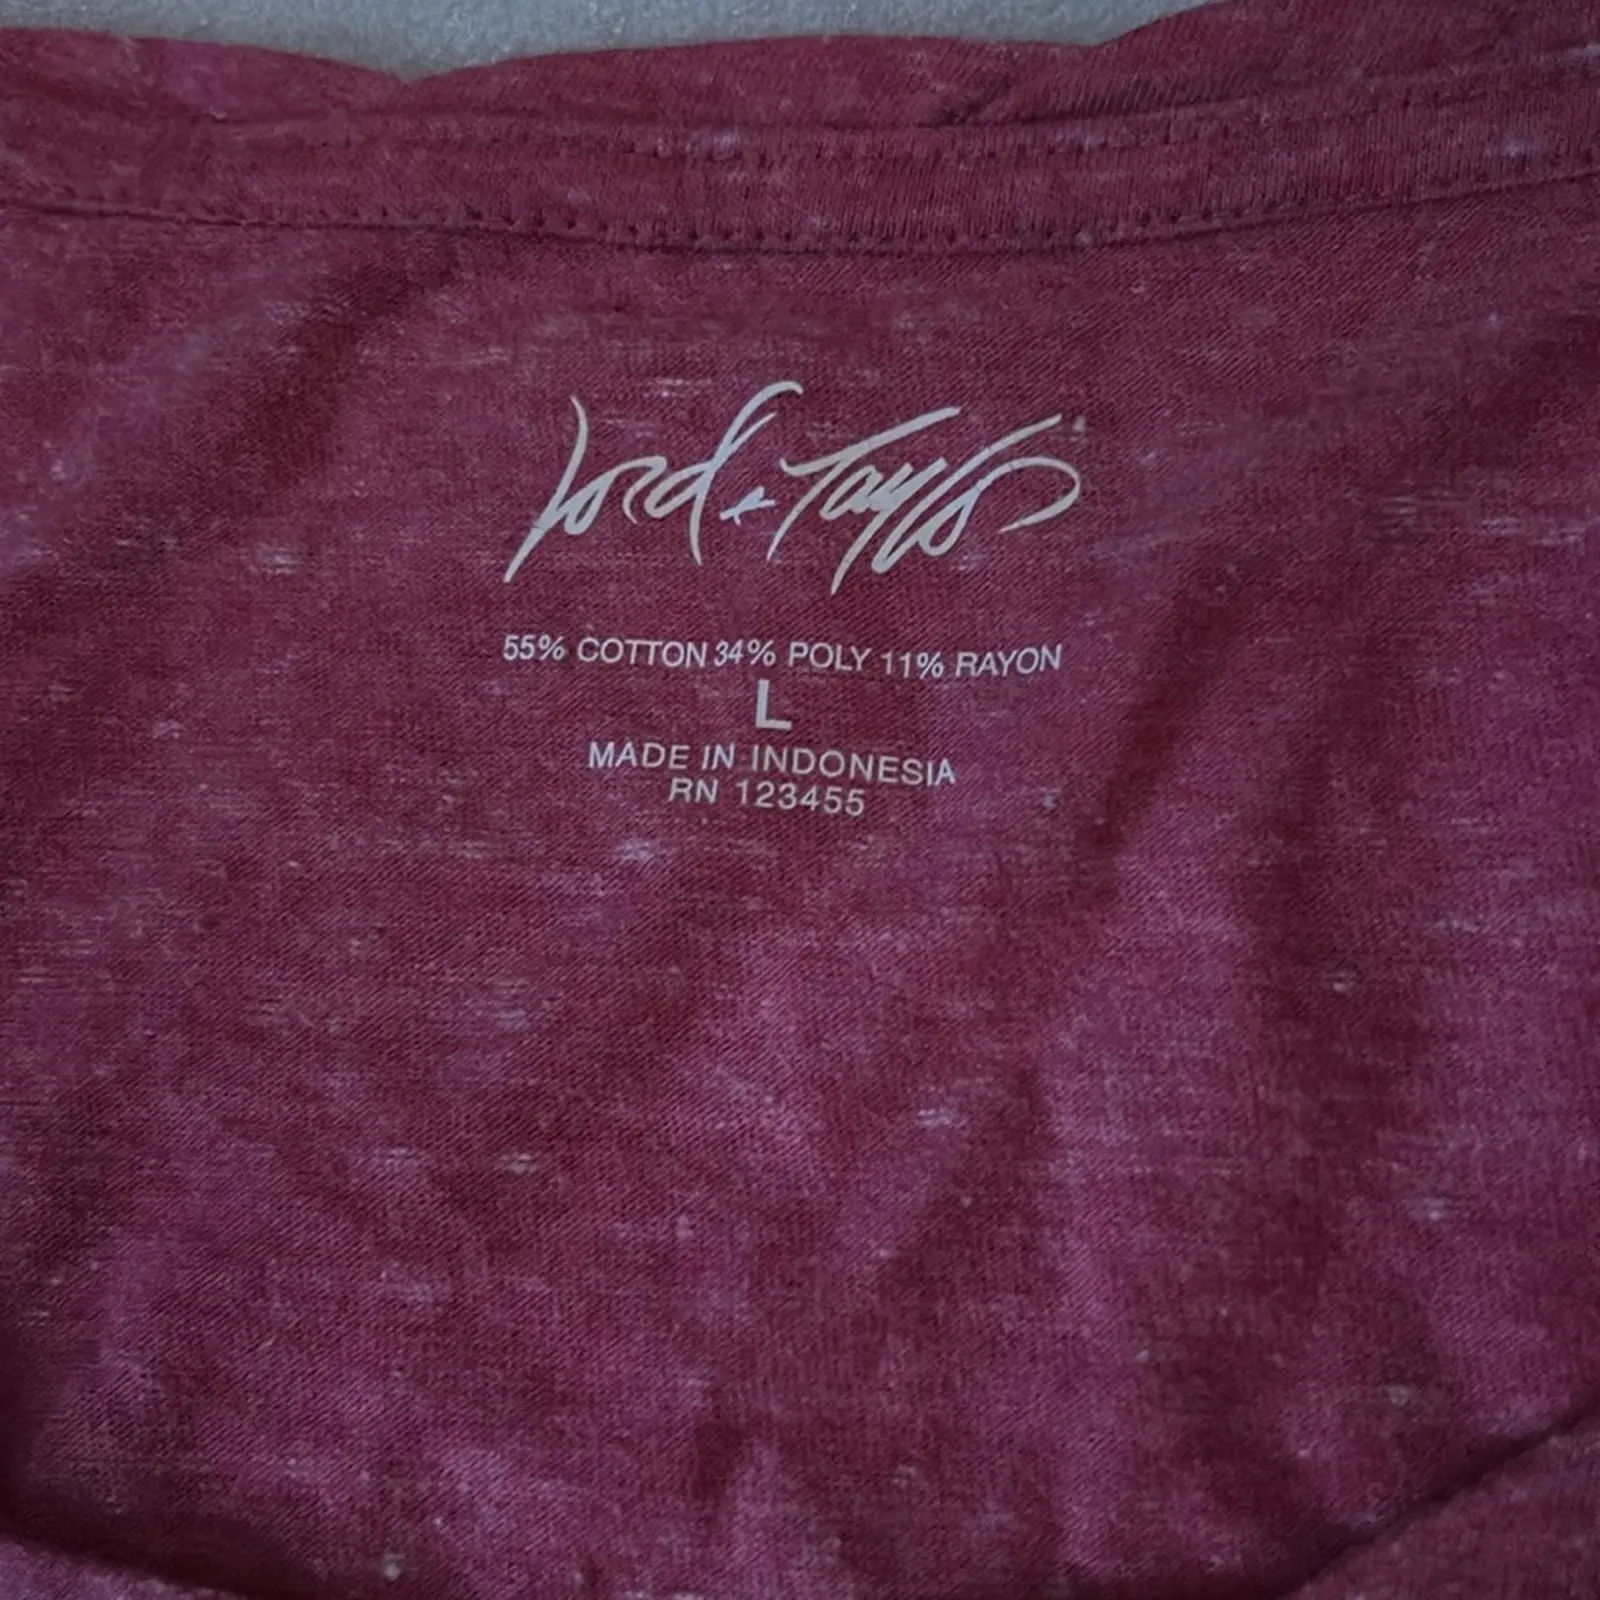 Lord + Taylor
55% COTTON 34% POLY 11% RAYON
L
MADE IN INDONESIA
RN 123455